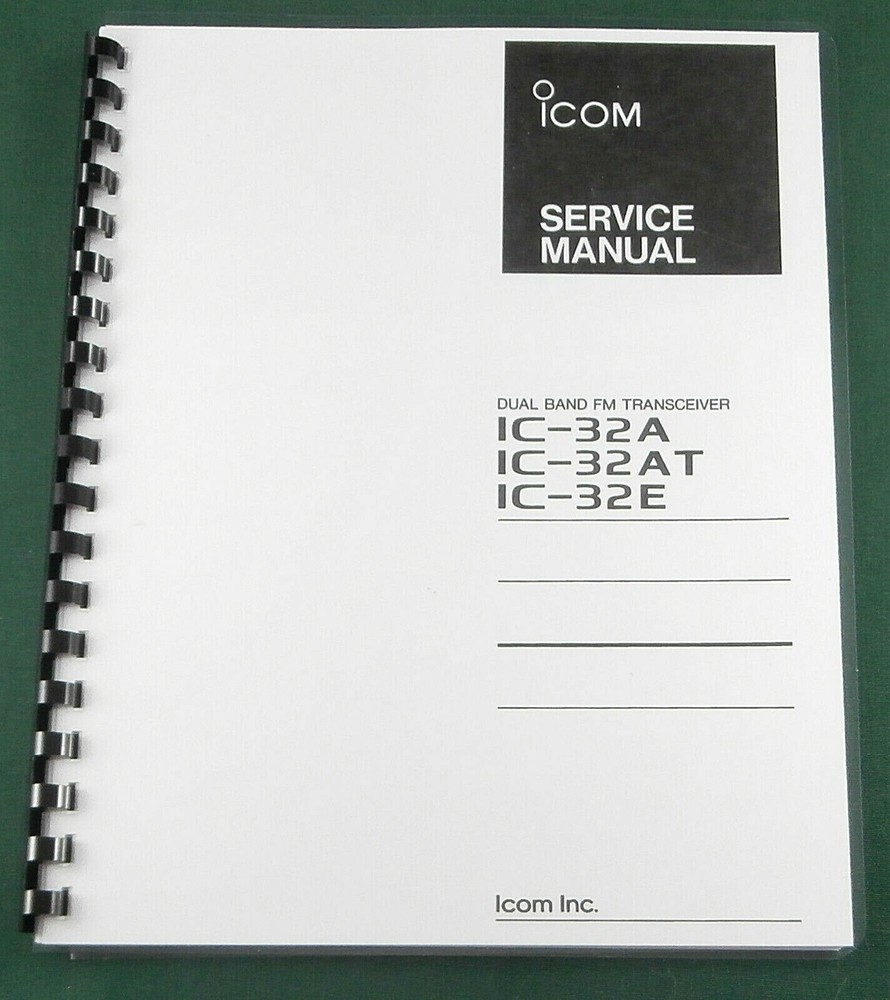 ICOM
SERVICE
MANUAL
DUAL BAND FM TRANSCEIVER
IC-32A
IC-32AT
IC-32E
Icom Inc.